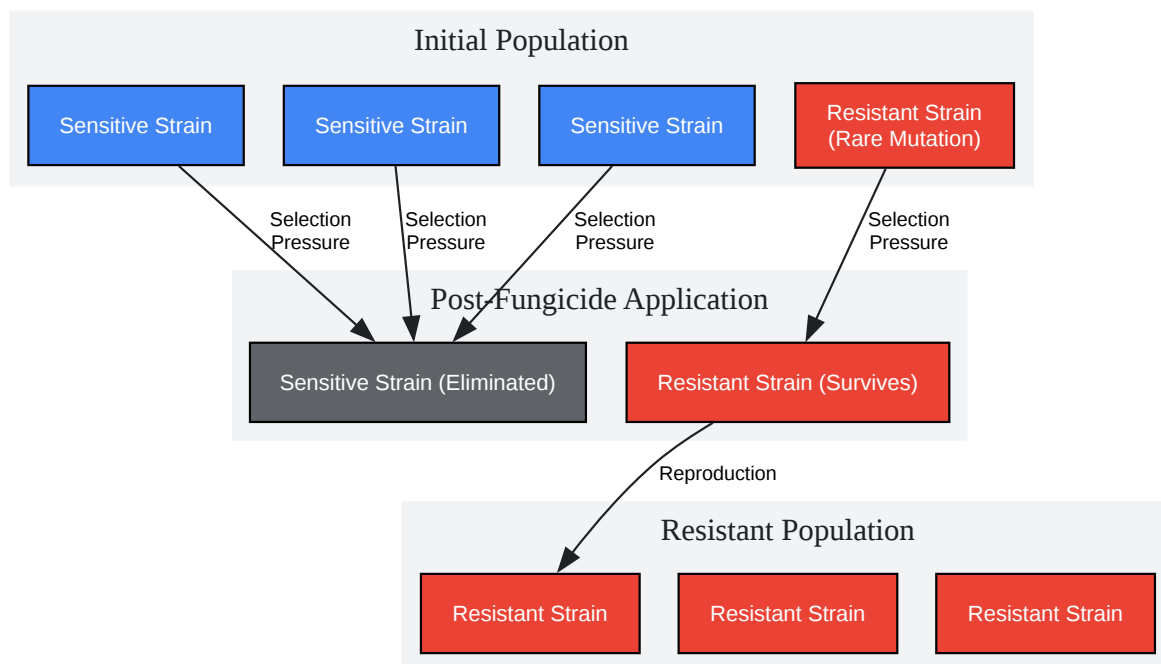 Initial Population
Sensitive Strain
Sensitive Strain
Sensitive Strain
Resistant Strain
(Rare Mutation)
Selection
Pressure
Selection
Pressure
Selection
Pressure
Selection
Pressure
Post-Fungicide Application
Sensitive Strain (Eliminated)
Resistant Strain (Survives)
Reproduction
Resistant Population
Resistant Strain
Resistant Strain
Resistant Strain